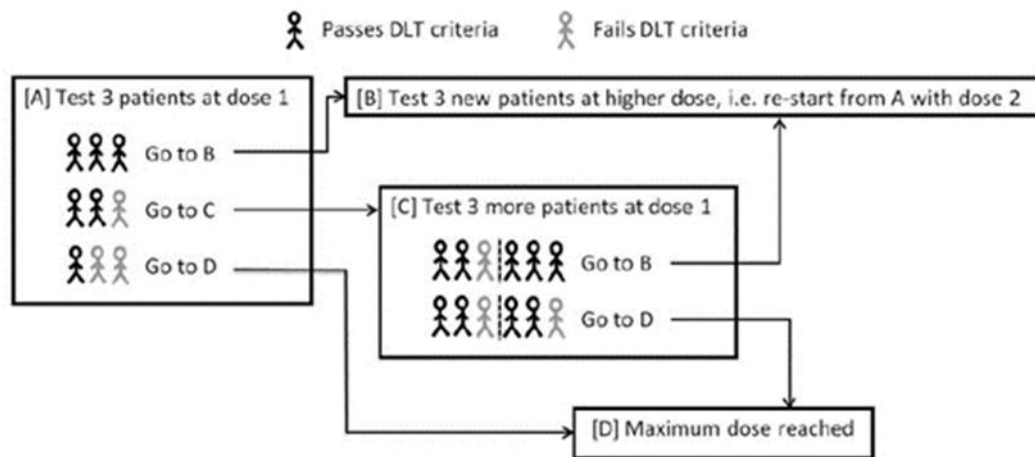 Passes DLT criteria
Fails DLT criteria
[A] Test 3 patients at dose 1
Go to B
Go to C
Go to D
[B] Test 3 new patients at higher dose, i.e. re-start from A with dose 2
[C] Test 3 more patients at dose 1
Go to B
Go to D
[D] Maximum dose reached